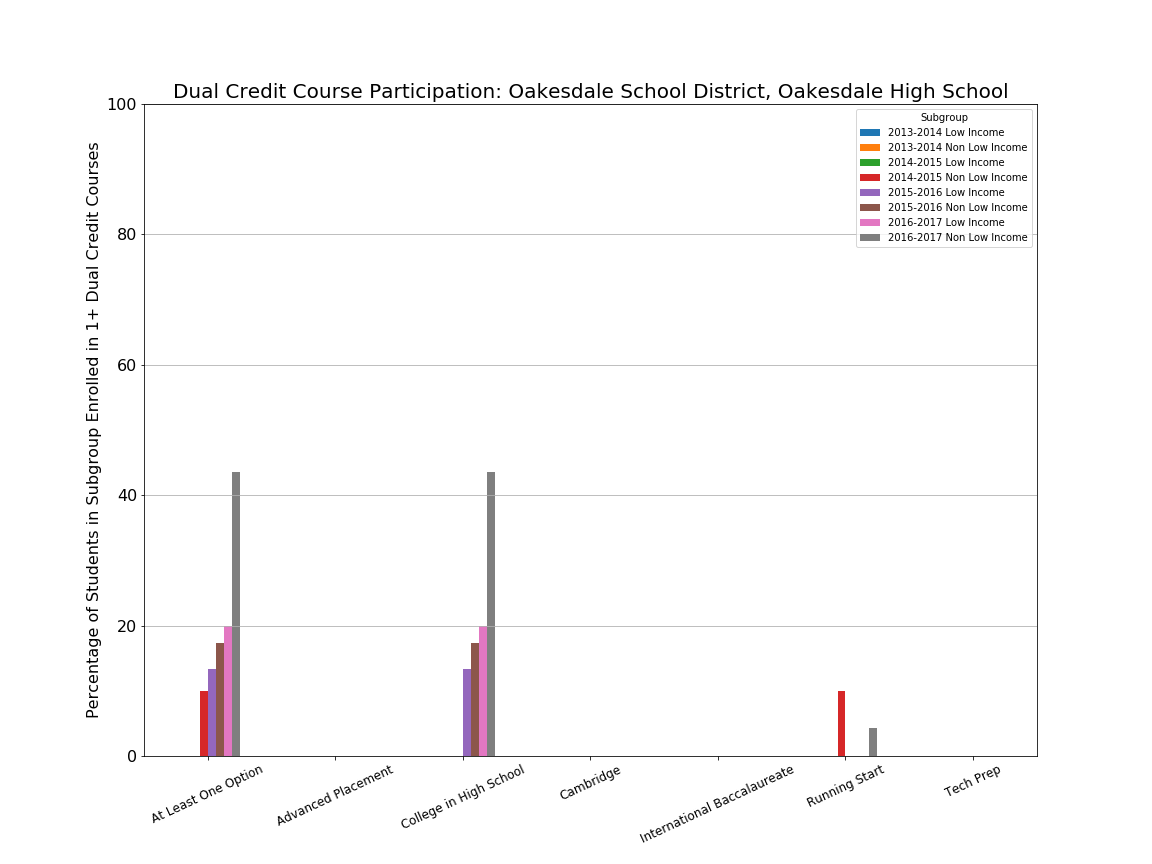 Dual Credit Course Participation: Oakesdale School District, Oakesdale High School
Percentage of Students in Subgroup Enrolled in 1+ Dual Credit Courses
100
80
60
40
20
0
Subgroup
2013-2014 Low Income
2013-2014 Non Low Income
2014-2015 Low Income
2014-2015 Non Low Income
2015-2016 Low Income
2015-2016 Non Low Income
2016-2017 Low Income
2016-2017 Non Low Income
At Least One Option
Advanced Placement
College in High School
Cambridge
International Baccalaureate
Running Start
Tech Prep